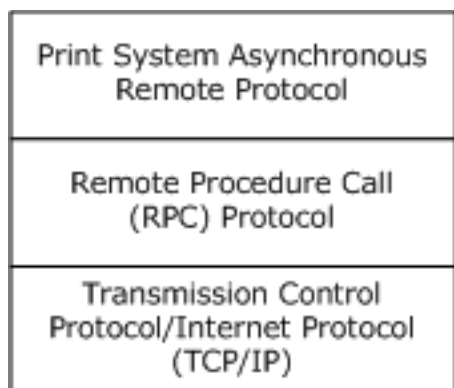 Print System Asynchronous
Remote Protocol
Remote Procedure Call
(RPC) Protocol
Transmission Control
Protocol/Internet Protocol
(TCP/IP)